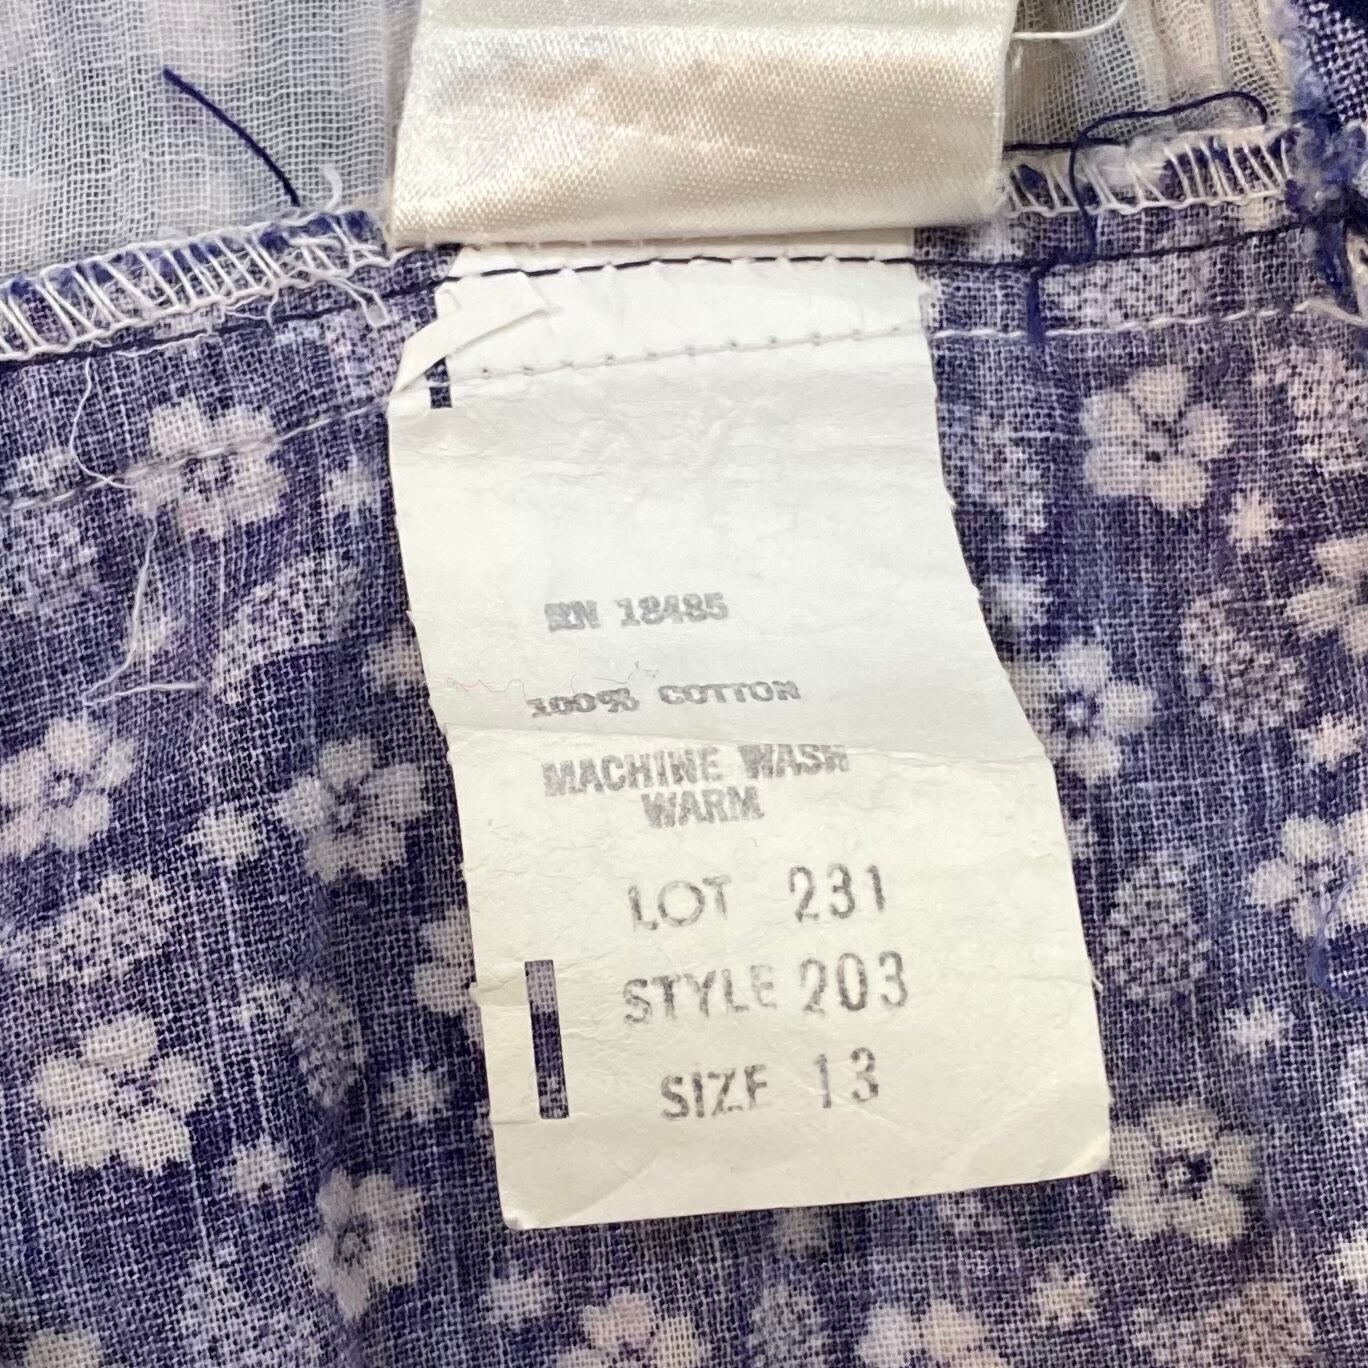 RN 18485
100% COTTON
MACHINE WASH
WARM
LOT 231
STYLE 203
SIZE 13